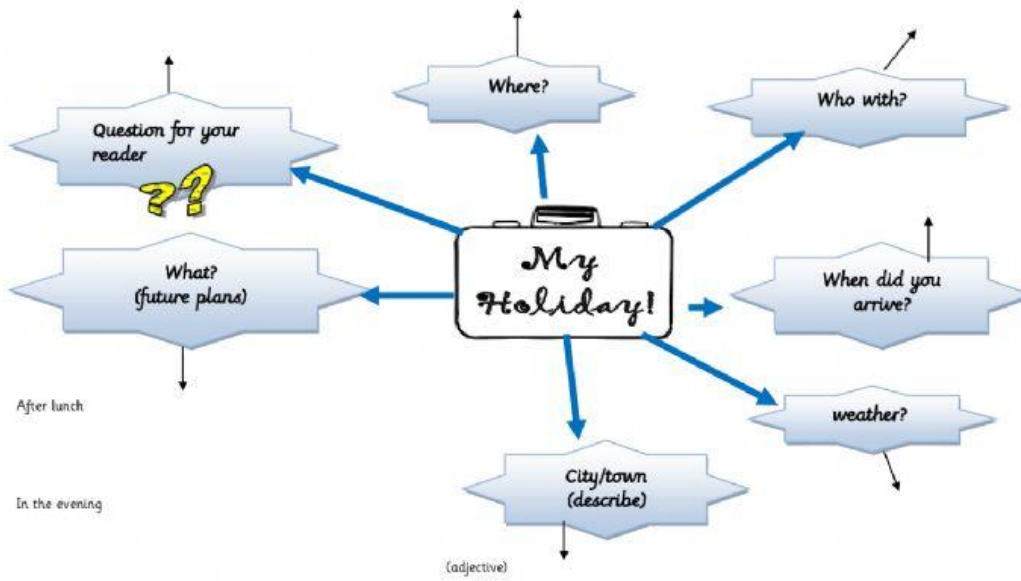 Where?
Who with?
Question for your
reader
??
My
Holiday!
What?
(future plans)
When did you
arrive?
After lunch
weather?
City/town
(describe)
In the evening
(adjective)